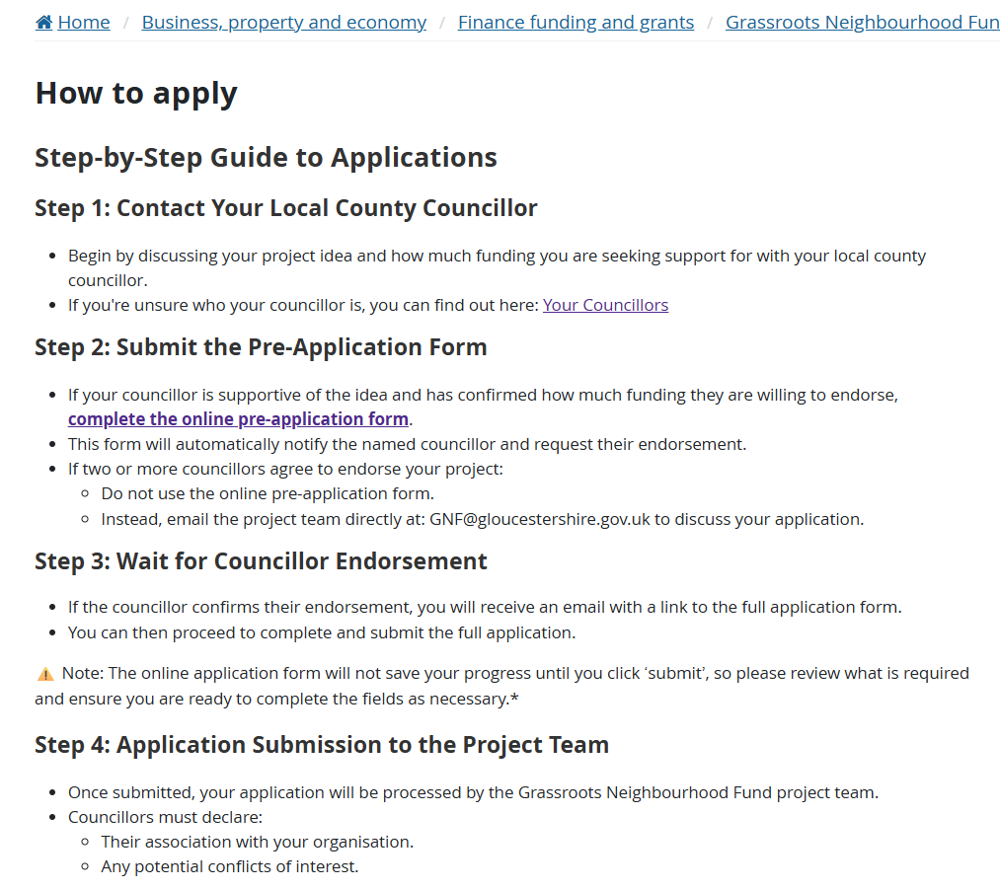 Home / Business, property and economy / Finance funding and grants / Grassroots Neighbourhood Fun
How to apply
Step-by-Step Guide to Applications
Step 1: Contact Your Local County Councillor
• Begin by discussing your project idea and how much funding you are seeking support for with your local county
councillor.
• If you're unsure who your councillor is, you can find out here: Your Councillors
Step 2: Submit the Pre-Application Form
• If your councillor is supportive of the idea and has confirmed how much funding they are willing to endorse,
complete the online pre-application form.
• This form will automatically notify the named councillor and request their endorsement.
• If two or more councillors agree to endorse your project:
◦ Do not use the online pre-application form.
◦ Instead, email the project team directly at: GNF@gloucestershire.gov.uk to discuss your application.
Step 3: Wait for Councillor Endorsement
• If the councillor confirms their endorsement, you will receive an email with a link to the full application form.
• You can then proceed to complete and submit the full application.
⚠ Note: The online application form will not save your progress until you click ‘submit’, so please review what is required
and ensure you are ready to complete the fields as necessary.*
Step 4: Application Submission to the Project Team
• Once submitted, your application will be processed by the Grassroots Neighbourhood Fund project team.
• Councillors must declare:
◦ Their association with your organisation.
◦ Any potential conflicts of interest.